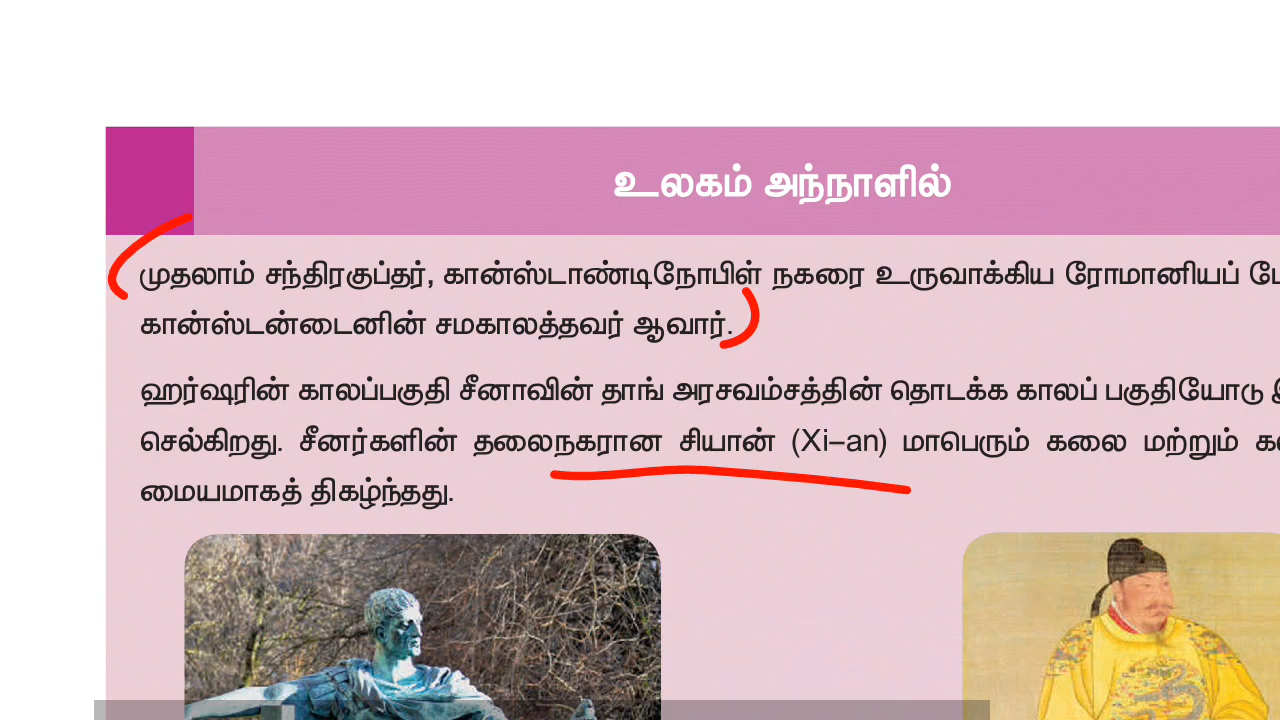 உலகம் அந்நாளில்
முதலாம் சந்திரகுப்தர், கான்ஸ்டாண்டிநோபிள் நகரை உருவாக்கிய ரோமானியப்
கான்ஸ்டன்டைனின் சமகாலத்தவர் ஆவார்.
ஹர்ஷரின் காலப்பகுதி சீனாவின் தாங் அரசவம்சத்தின் தொடக்க காலப் பகுதியோடு
செல்கிறது. சீனர்களின் தலைநகரான சியான் (Xi–an) மாபெரும் கலை மற்றும்
மையமாகத் திகழ்ந்தது.